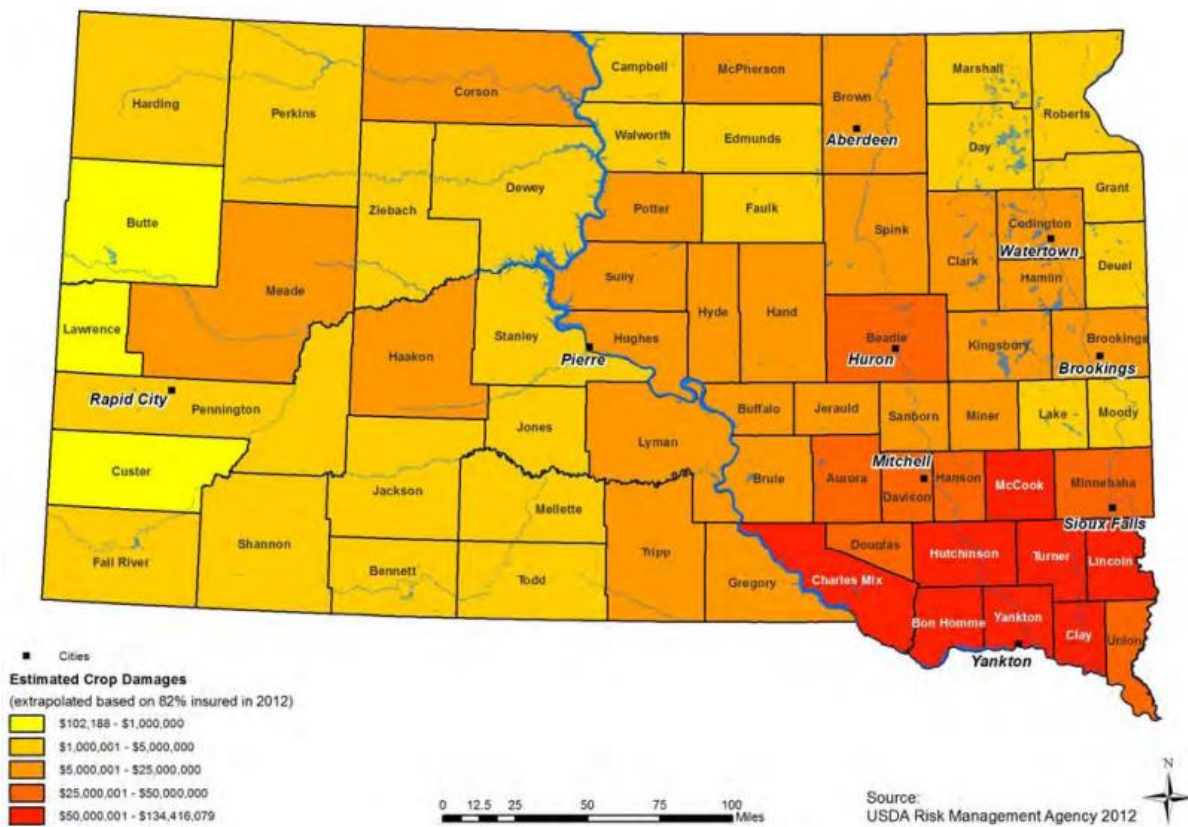 Campbell
McPherson
Marshall
Brown
Harding
Perkins
Corson
Roberts
Walworth
Edmunds
Aberdeen
Day
Dewey
Grant
Butte
Ziebach
Potter
Faulk
Codington
Spink
Watertown
Clark
Deuel
Sully
Hamlin
Meade
Hyde
Hand
Lawrence
Stanley
Hughes
Beadle
Kingsbury
Brookings
Haakon
Pierre
Huron
Brookings
Rapid City
Pennington
Buffalo
Jerauld
Sanborn
Miner
Lake
Moody
Jones
Lyman
Custer
Mitchell
Brule
Aurora
Hanson
McCook
Minnehaha
Jackson
Davison
Mellette
Sioux Falls
Shannon
Tripp
Douglas
Hutchinson
Turner
Lincoln
Fall River
Bennett
Todd
Gregory
Charles Mix
Bon Homme
Yankton
Clay
Union
Yankton
Cities
Estimated Crop Damages
(extrapolated based on 82% insured in 2012)
$102,188 - $1,000,000
$1,000,001 - $5,000,000
$5,000,001 - $25,000,000
$25,000,001 - $50,000,000
$50,000,001 - $134,416,079
0 12.5 25 50 75 100
Miles
N
Source:
USDA Risk Management Agency 2012